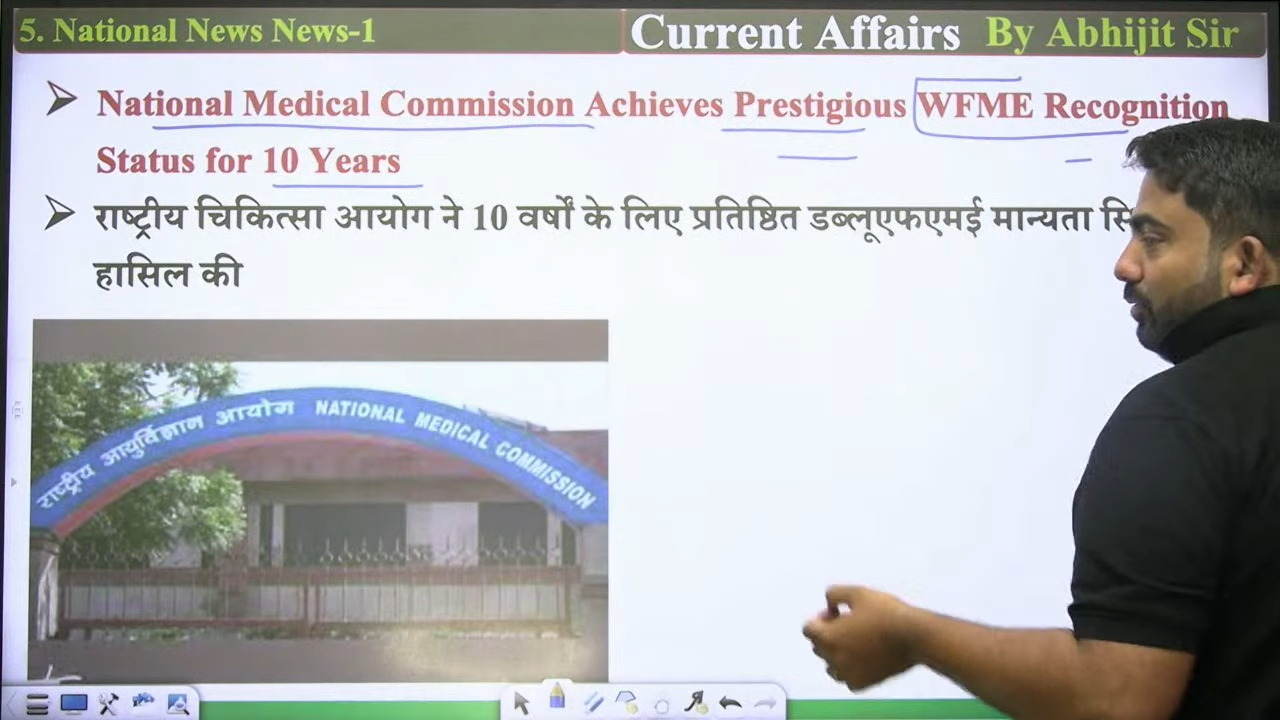 5. National News News-1
Current Affairs By Abhijit Sir
National Medical Commission Achieves Prestigious WFME Recognition
Status for 10 Years
राष्ट्रीय चिकित्सा आयोग ने 10 वर्षों के लिए प्रतिष्ठित डब्लूएफएमई मान्यता
हासिल की
राष्ट्रीय आयुर्विज्ञान आयोग NATIONAL MEDICAL COMMISSION